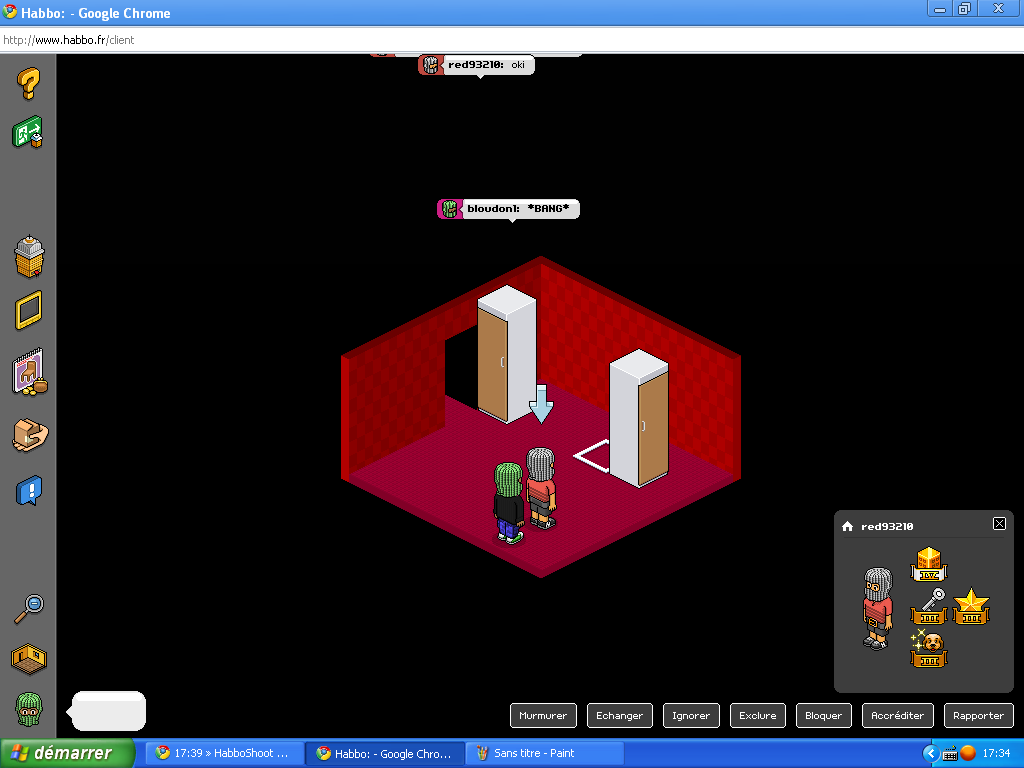 Habbo: - Google Chrome
http://www.habbo.fr/client
red93210: oki
bloudon1: *BANG*
red93210
Murmurer
Echanger
Ignorer
Exclure
Bloquer
Accréditer
Rapporter
démarrer
17:39 » HabboShoot ...
Habbo: - Google Chro...
Sans titre - Paint
17:34